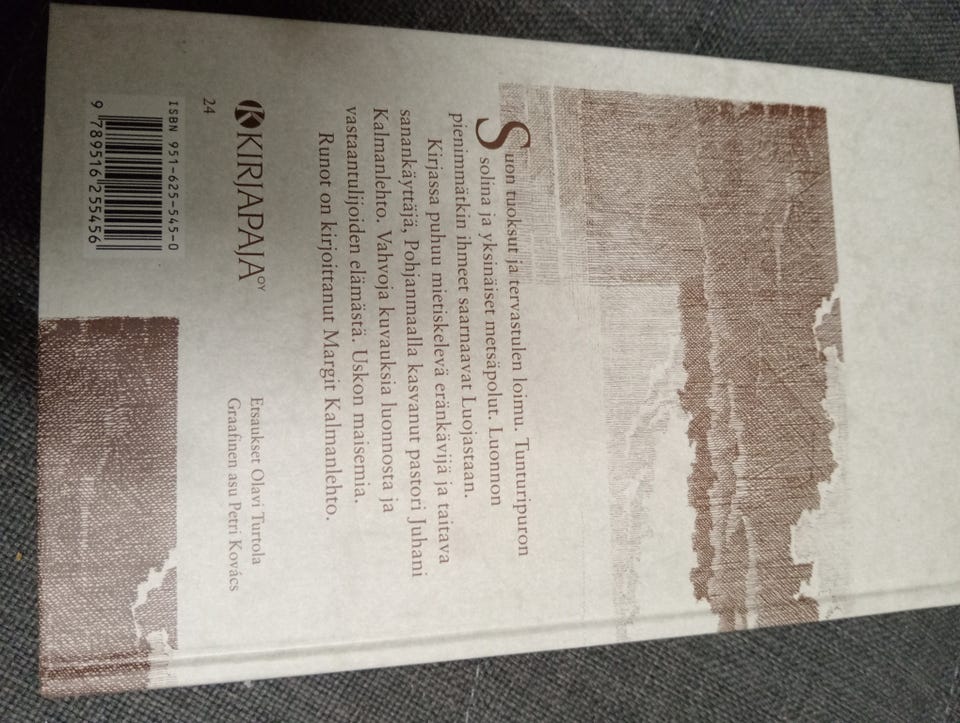 Suon tuoksut ja tervastulen loimu. Tunturipuron
solina ja yksinäiset metsäpolut. Luonnon
pienimmätkin ihmeet saarnaavat Luojastaan.
Kirjassa puhuu mietiskelevä eränkävijä ja taitava
sanankäyttäjä, Pohjanmaalla kasvanut pastori Juhani
Kalmanlehto. Vahvoja kuvauksia luonnosta ja
vastaantulijoiden elämästä. Uskon maisemia.
Runot on kirjoittanut Margit Kalmanlehto.
K KIRJAPAJA OY
24
Etsaukset Olavi Turtola
Graafinen asu Petri Kovács
ISBN 951-625-545-0
9 789516 255456